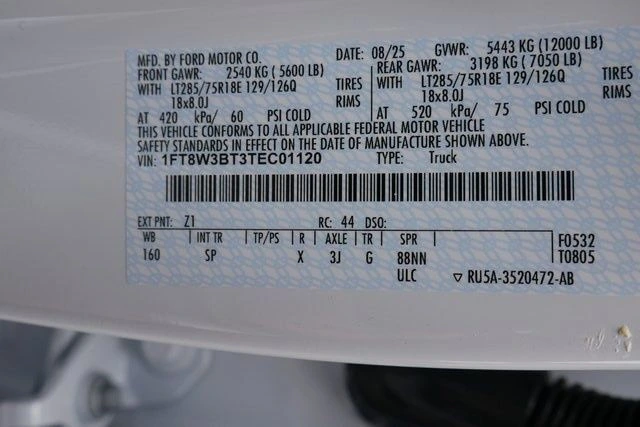 MFD. BY FORD MOTOR CO. DATE: 08/25 GVWR: 5443 KG (12000 LB)
FRONT GAWR: 2540 KG (5600 LB) REAR GAWR: 3198 KG (7050 LB)
WITH LT285/75R18E 129/126Q TIRES WITH LT285/75R18E 129/126Q TIRES
18x8.0J RIMS 18x8.0J RIMS
AT 420 kPa/ 60 PSI COLD AT 520 kPa/ 75 PSI COLD
THIS VEHICLE CONFORMS TO ALL APPLICABLE FEDERAL MOTOR VEHICLE
SAFETY STANDARDS IN EFFECT ON THE DATE OF MANUFACTURE SHOWN ABOVE.
VIN: 1FT8W3BT3TEC01120 TYPE: Truck
EXT PNT: Z1 RC: 44 DSO:
WB INT TR TP/PS R AXLE TR SPR F0532
160 SP X 3J G 88NN T0805
ULC ▽ RU5A-3520472-AB